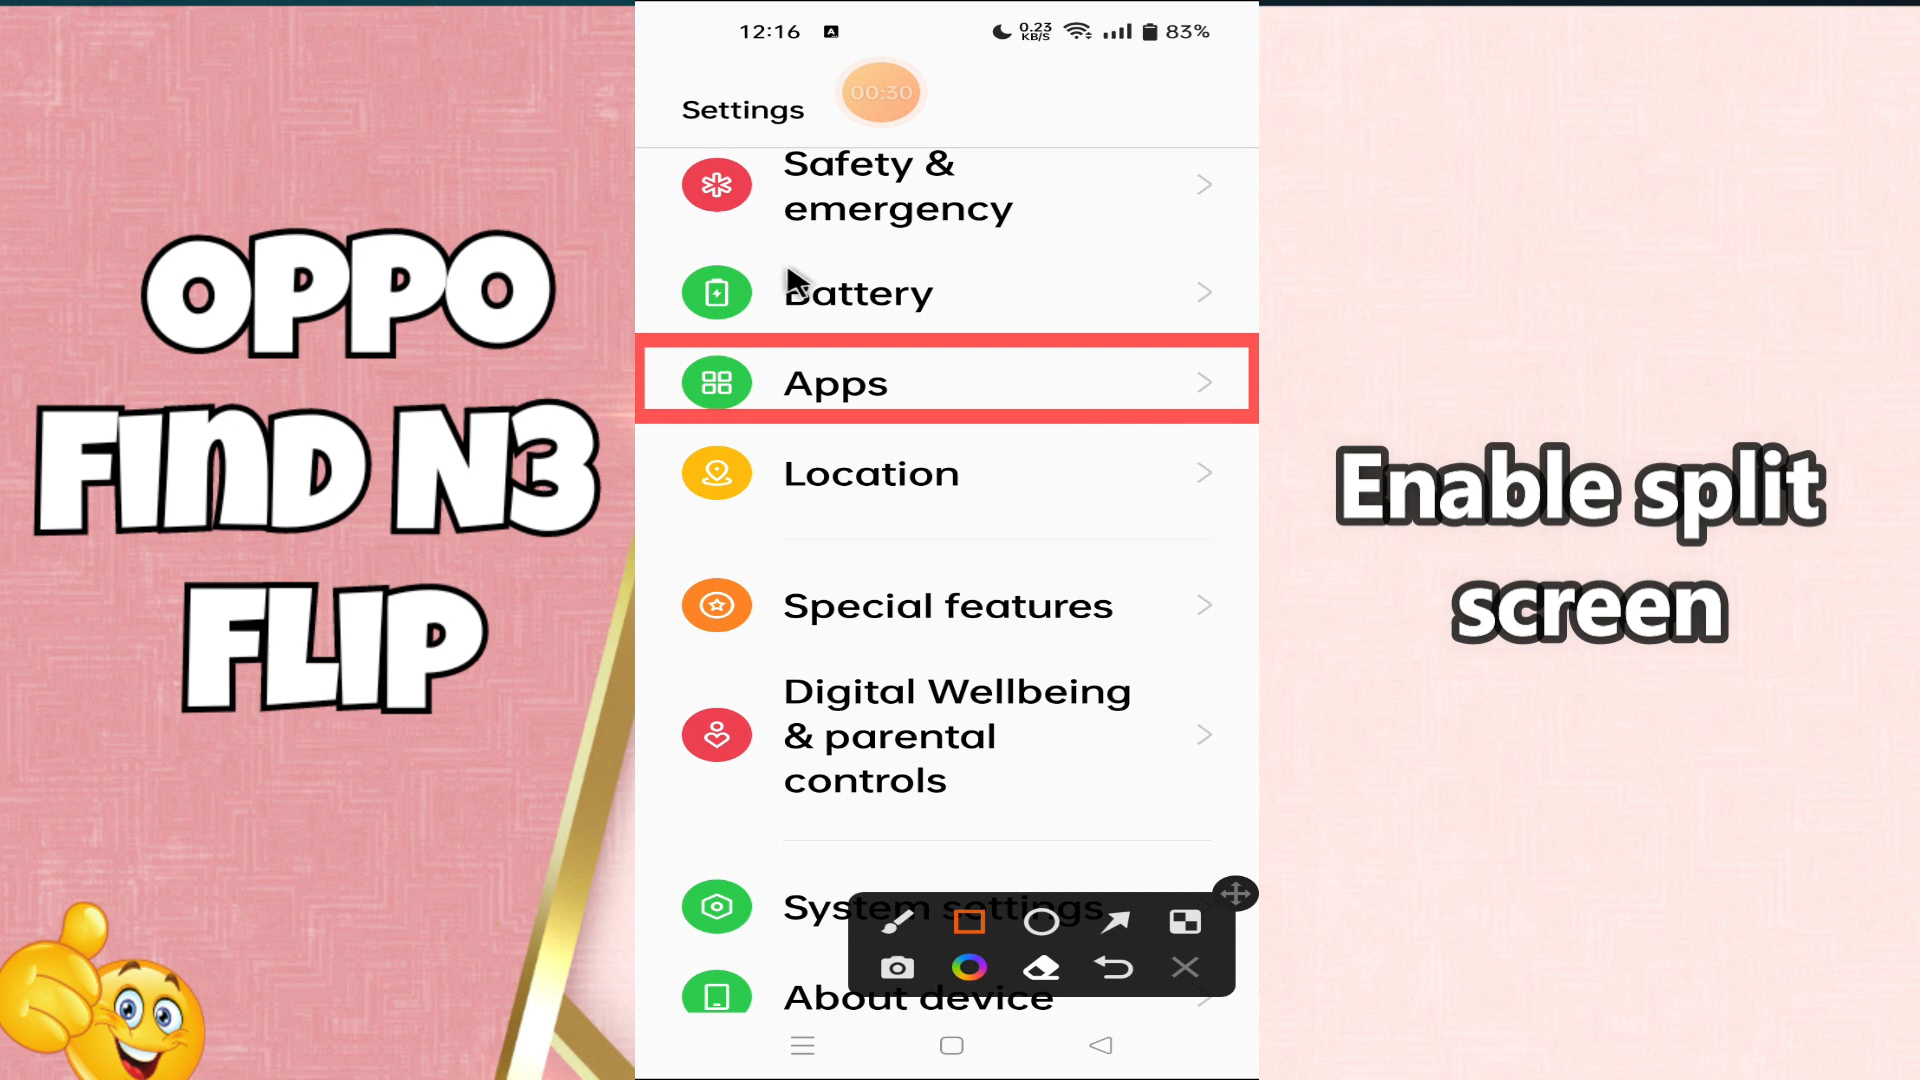 OPPO
FIND N3
FLIP
12:16
0.23
KB/S
83%
Settings
00:30
Safety &
emergency
Battery
Apps
Location
Special features
Digital Wellbeing
& parental
controls
System settings
About device
Enable split
screen